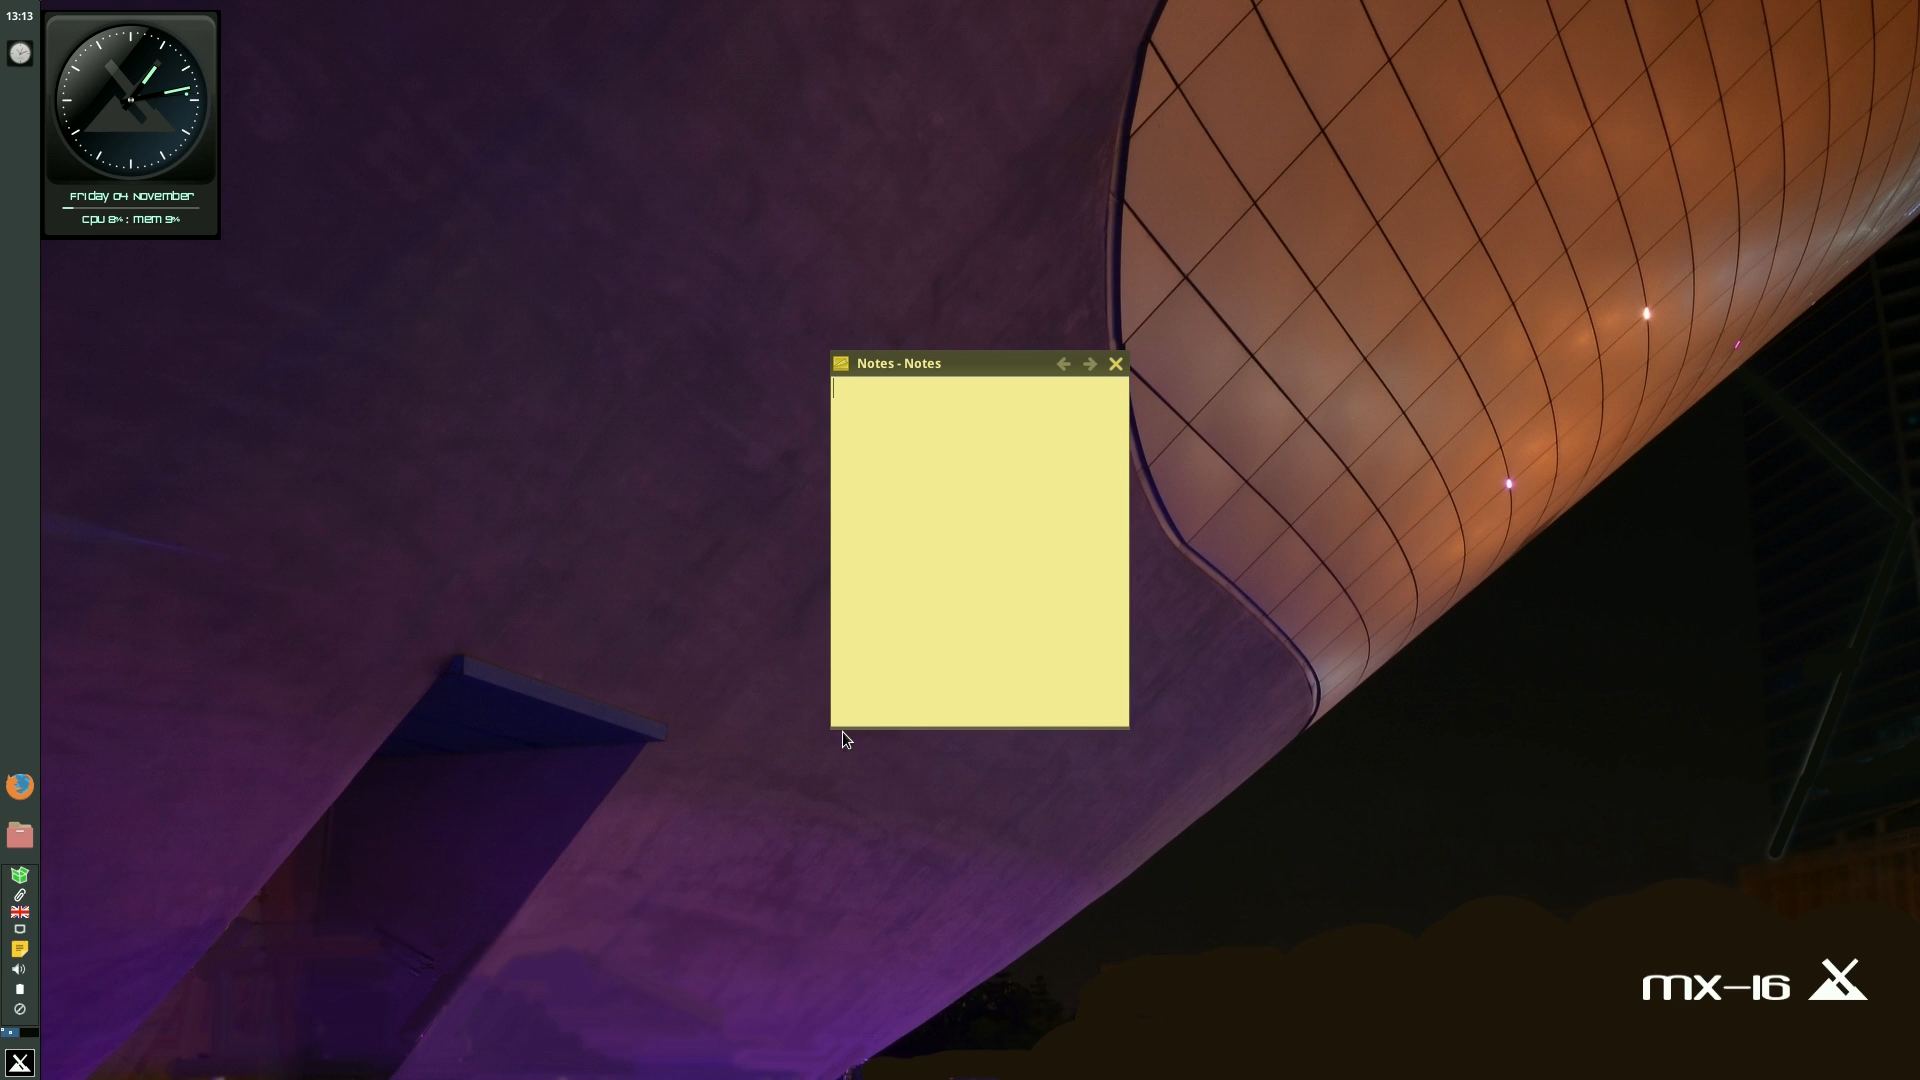 13:13
Friday 04 November
cpu 8% : mem 9%
Notes - Notes
mx-16